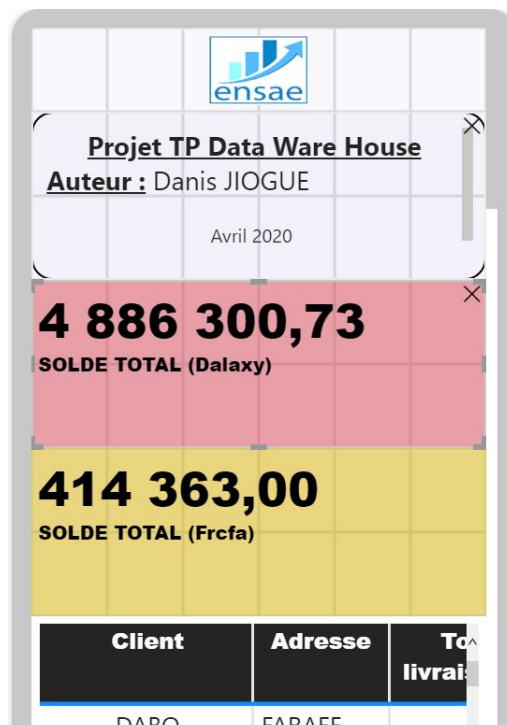 ensae
Projet TP Data Ware House
Auteur : Danis JIOGUE
Avril 2020
4 886 300,73
SOLDE TOTAL (Dalaxy)
414 363,00
SOLDE TOTAL (Frcfa)
Client Adresse